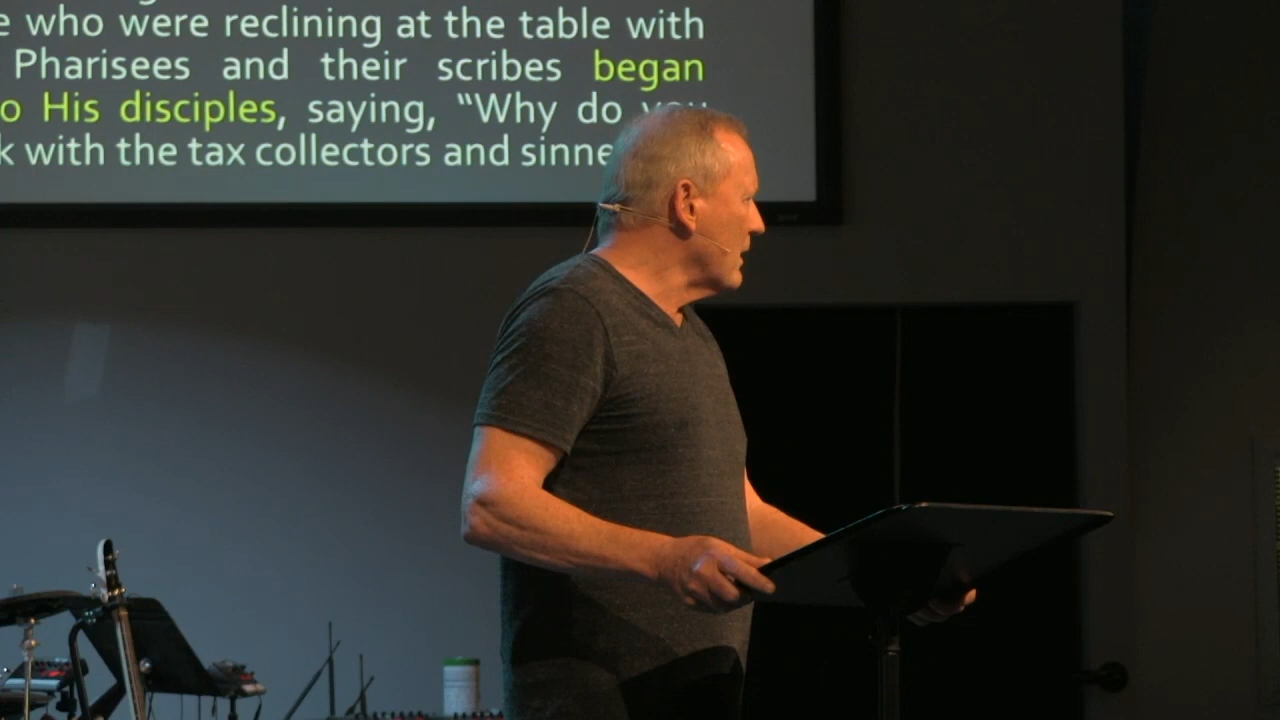 e who were reclining at the table with
Pharisees and their scribes began
o His disciples, saying, “Why do you
k with the tax collectors and sinne